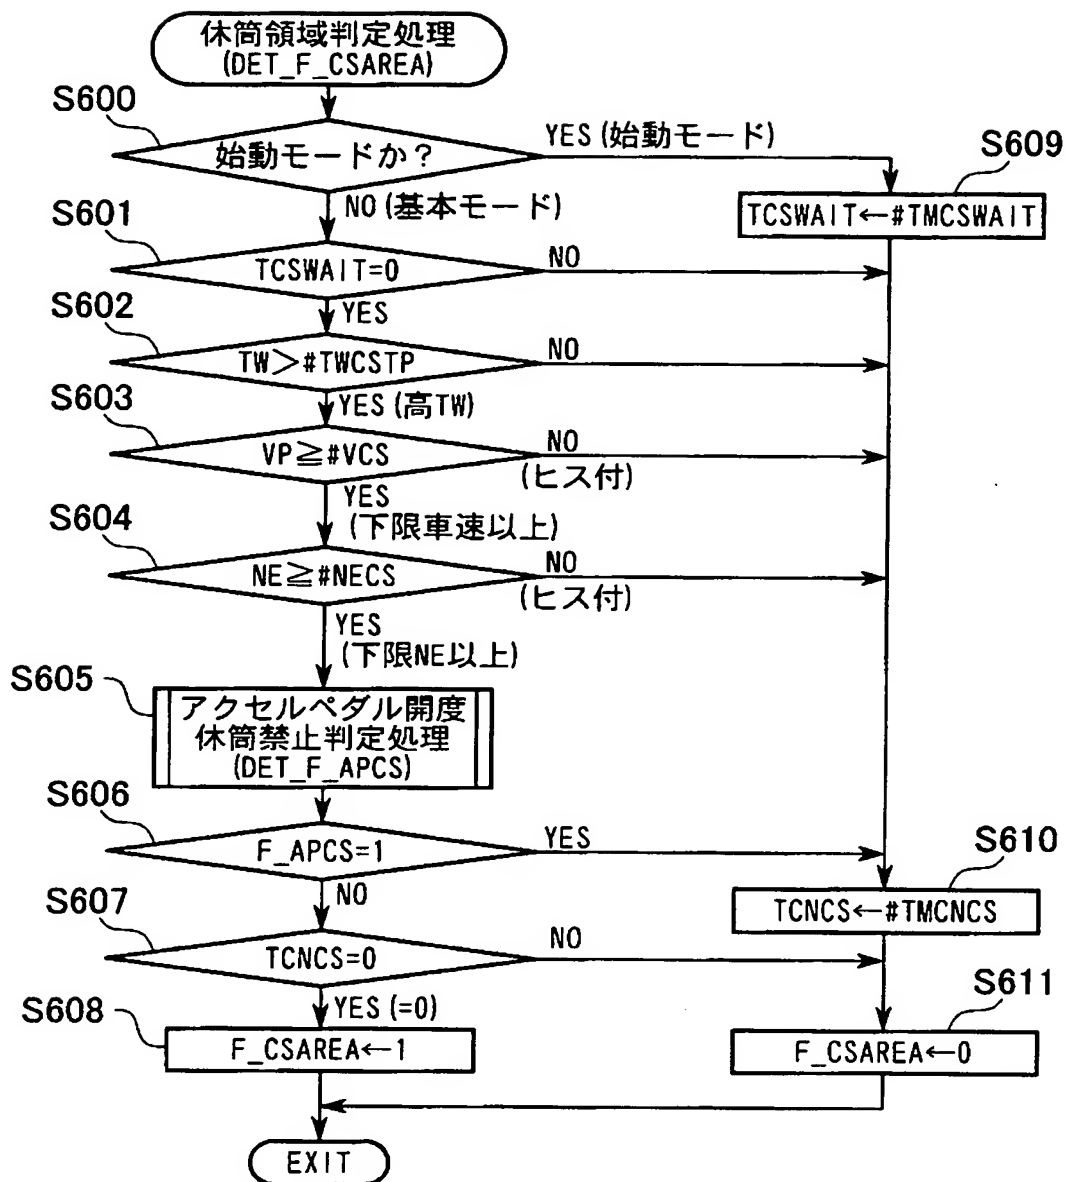 休筒領域判定処理
(DET_F_CSAREA)
S600
始動モードか？
YES (始動モード)
S609
TCSWAIT←#TMCSWAIT
NO (基本モード)
S601
TCSWAIT=0
NO
YES
S602
TW＞#TWCSTP
NO
YES (高TW)
S603
VP≧#VCS
NO
(ヒス付)
YES
(下限車速以上)
S604
NE≧#NECS
NO
(ヒス付)
YES
(下限NE以上)
S605
アクセルペダル開度
休筒禁止判定処理
(DET_F_APCS)
S606
F_APCS=1
YES
S610
TCNCS←#TMCNCS
NO
S607
TCNCS=0
NO
YES (=0)
S608
F_CSAREA←1
S611
F_CSAREA←0
EXIT